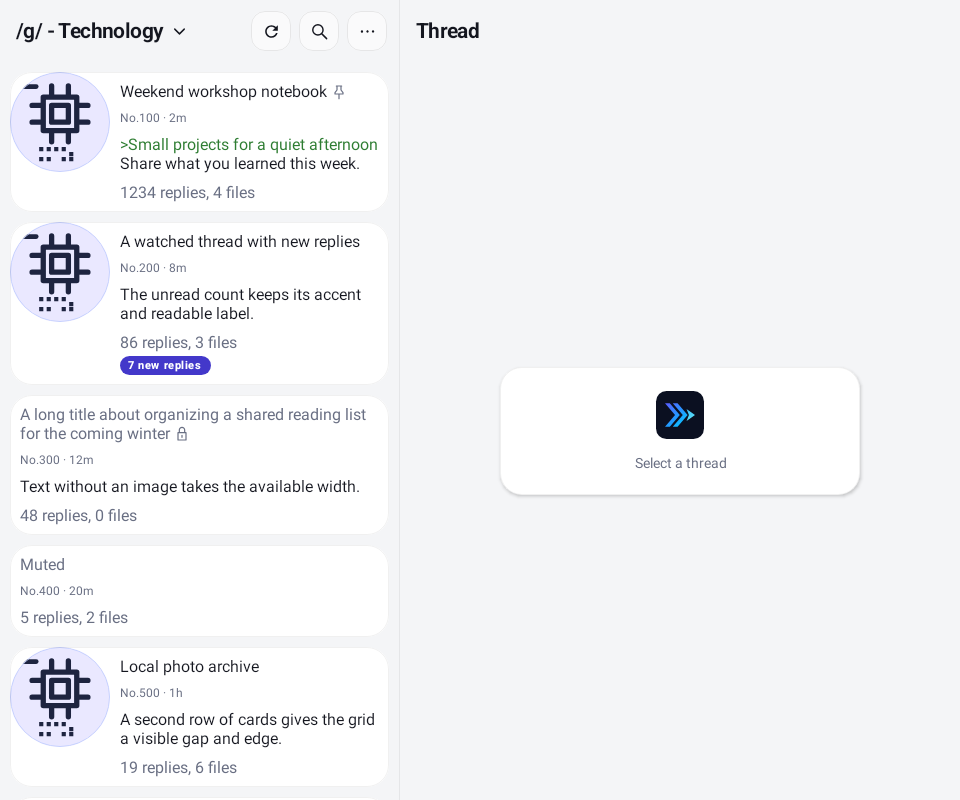 /g/ - Technology
Thread
Weekend workshop notebook
No.100 · 2m
>Small projects for a quiet afternoon
Share what you learned this week.
1234 replies, 4 files
A watched thread with new replies
No.200 · 8m
The unread count keeps its accent
and readable label.
86 replies, 3 files
7 new replies
A long title about organizing a shared reading list
for the coming winter
No.300 · 12m
Text without an image takes the available width.
48 replies, 0 files
Muted
No.400 · 20m
5 replies, 2 files
Local photo archive
No.500 · 1h
A second row of cards gives the grid
a visible gap and edge.
19 replies, 6 files
Select a thread